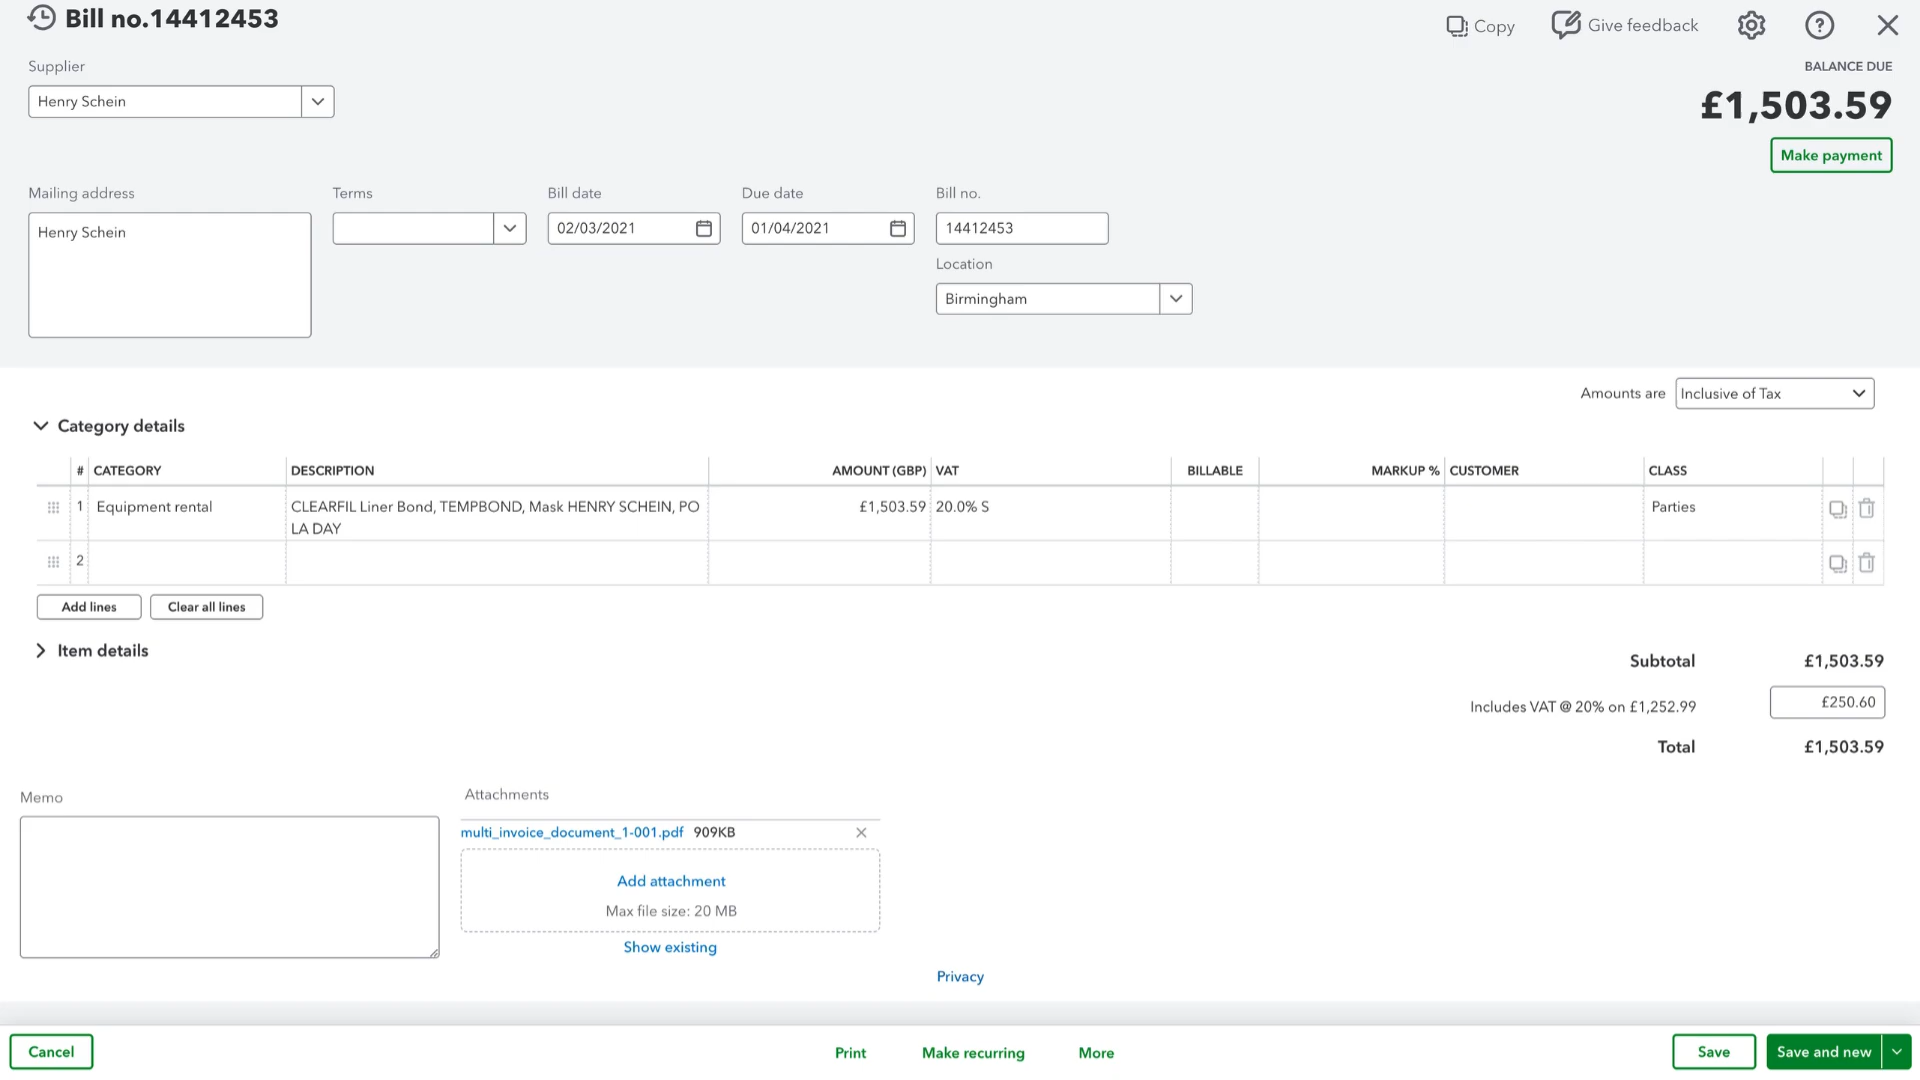 Bill no.14412453
Copy
Give feedback
Supplier
BALANCE DUE
Henry Schein
£1,503.59
Make payment
Mailing address
Terms
Bill date
Due date
Bill no.
Henry Schein
02/03/2021
01/04/2021
14412453
Location
Birmingham
Amounts are
Inclusive of Tax
Category details
# CATEGORY DESCRIPTION AMOUNT (GBP) VAT BILLABLE MARKUP % CUSTOMER CLASS
1 Equipment rental CLEARFIL Liner Bond, TEMPBOND, Mask HENRY SCHEIN, PO £1,503.59 20.0% S Parties
LA DAY
2
Add lines
Clear all lines
Item details
Subtotal £1,503.59
Includes VAT @ 20% on £1,252.99 £250.60
Total £1,503.59
Memo
Attachments
multi_invoice_document_1-001.pdf 909KB
Add attachment
Max file size: 20 MB
Show existing
Privacy
Cancel
Print
Make recurring
More
Save
Save and new